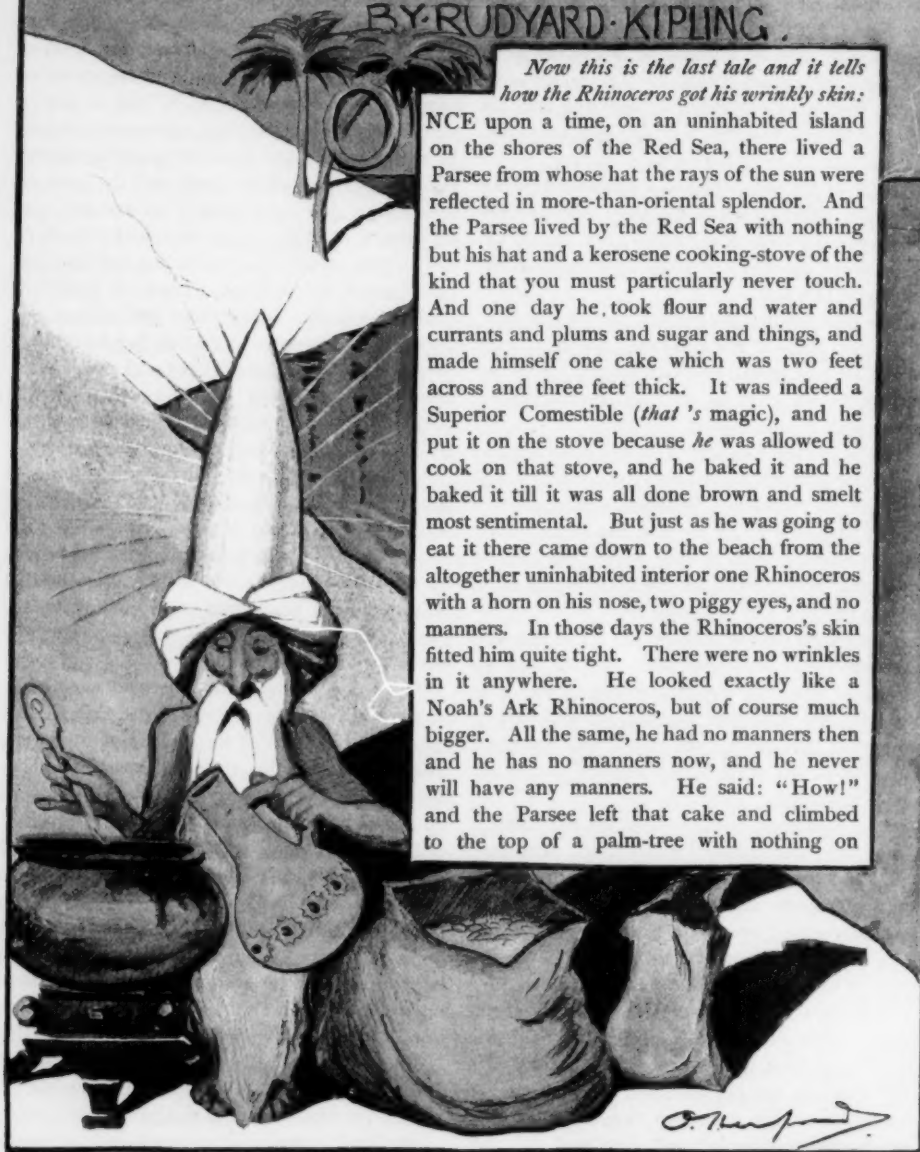 BY·RUDYARD·KIPLING.
Now this is the last tale and it tells
how the Rhinoceros got his wrinkly skin:
ONCE upon a time, on an uninhabited island
on the shores of the Red Sea, there lived a
Parsee from whose hat the rays of the sun were
reflected in more-than-oriental splendor. And
the Parsee lived by the Red Sea with nothing
but his hat and a kerosene cooking-stove of the
kind that you must particularly never touch.
And one day he took flour and water and
currants and plums and sugar and things, and
made himself one cake which was two feet
across and three feet thick. It was indeed a
Superior Comestible (that 's magic), and he
put it on the stove because he was allowed to
cook on that stove, and he baked it and he
baked it till it was all done brown and smelt
most sentimental. But just as he was going to
eat it there came down to the beach from the
altogether uninhabited interior one Rhinoceros
with a horn on his nose, two piggy eyes, and no
manners. In those days the Rhinoceros's skin
fitted him quite tight. There were no wrinkles
in it anywhere. He looked exactly like a
Noah's Ark Rhinoceros, but of course much
bigger. All the same, he had no manners then
and he has no manners now, and he never
will have any manners. He said: "How!"
and the Parsee left that cake and climbed
to the top of a palm-tree with nothing on
O. Herford